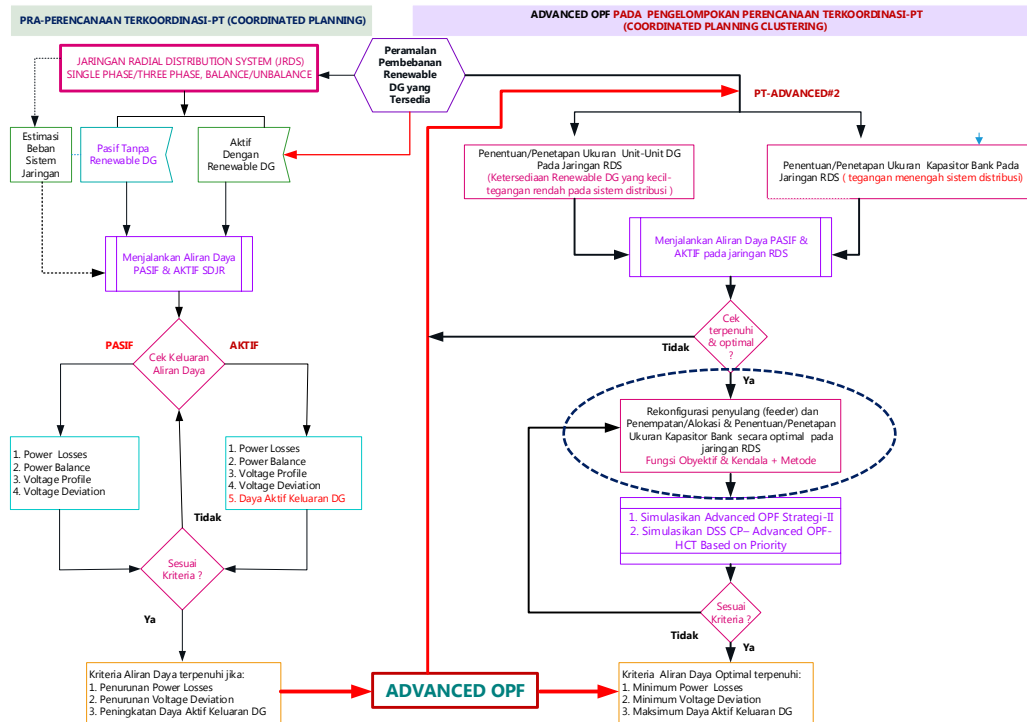 PRA-PERENCANAAN TERKOORDINASI-PT (COORDINATED PLANNING)
ADVANCED OPF PADA PENGELOMPOKAN PERENCANAAN TERKOORDINASI-PT
(COORDINATED PLANNING CLUSTERING)
JARINGAN RADIAL DISTRIBUTION SYSTEM (JRDS)
SINGLE PHASE/THREE PHASE, BALANCE/UNBALANCE
Peramalan
Pembebanan
Renewable
DG yang
Tersedia
PT-ADVANCED#2
Estimasi
Beban
Sistem
Jaringan
Pasif Tanpa
Renewable DG
Aktif
Dengan
Renewable DG
Penentuan/Penetapan Ukuran Unit-Unit DG
Pada Jaringan RDS
(Ketersediaan Renewable DG yang kecil-
tegangan rendah pada sistem distribusi )
Penentuan/Penetapan Ukuran Kapasitor Bank Pada
Jaringan RDS ( tegangan menengah sistem distribusi)
Menjalankan Aliran Daya
PASIF & AKTIF SDJR
Menjalankan Aliran Daya PASIF &
AKTIF pada jaringan RDS
Cek
terpenuhi
& optimal
?
Tidak
Ya
PASIF
AKTIF
Cek Keluaran
Aliran Daya
Rekonfigurasi penyulang (feeder) dan
Penempatan/Alokasi & Penentuan/Penetapan
Ukuran Kapasitor Bank secara optimal pada
jaringan RDS
Fungsi Obyektif & Kendala + Metode
1. Power Losses
2. Power Balance
3. Voltage Profile
4. Voltage Deviation
1. Power Losses
2. Power Balance
3. Voltage Profile
4. Voltage Deviation
5. Daya Aktif Keluaran DG
Tidak
1. Simulasikan Advanced OPF Strategi-II
2. Simulasikan DSS CP– Advanced OPF-
HCT Based on Priority
Sesuai
Kriteria ?
Ya
Sesuai
Kriteria ?
Tidak
Ya
Kriteria Aliran Daya terpenuhi jika:
1. Penurunan Power Losses
2. Penurunan Voltage Deviation
3. Peningkatan Daya Aktif Keluaran DG
ADVANCED OPF
Kriteria Aliran Daya Optimal terpenuhi:
1. Minimum Power Losses
2. Minimum Voltage Deviation
3. Maksimum Daya Aktif Keluaran DG